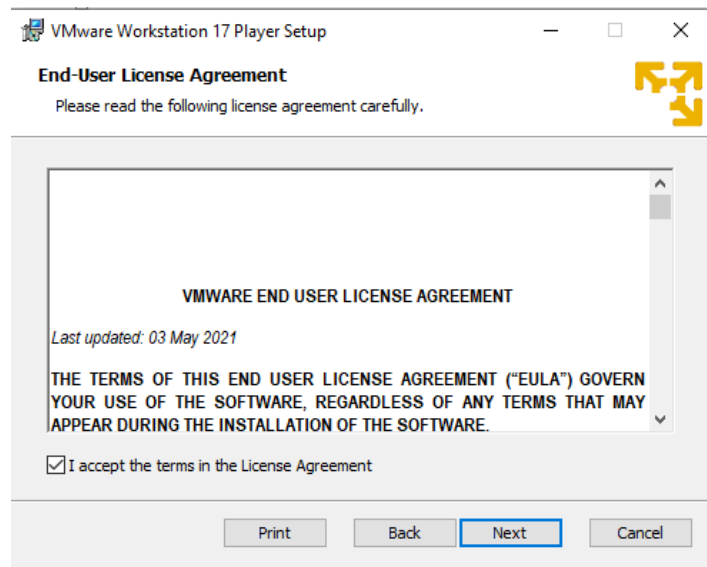 VMware Workstation 17 Player Setup
End-User License Agreement
Please read the following license agreement carefully.
VMWARE END USER LICENSE AGREEMENT
Last updated: 03 May 2021
THE TERMS OF THIS END USER LICENSE AGREEMENT (“EULA”) GOVERN
YOUR USE OF THE SOFTWARE, REGARDLESS OF ANY TERMS THAT MAY
APPEAR DURING THE INSTALLATION OF THE SOFTWARE.
I accept the terms in the License Agreement
Print Back Next Cancel